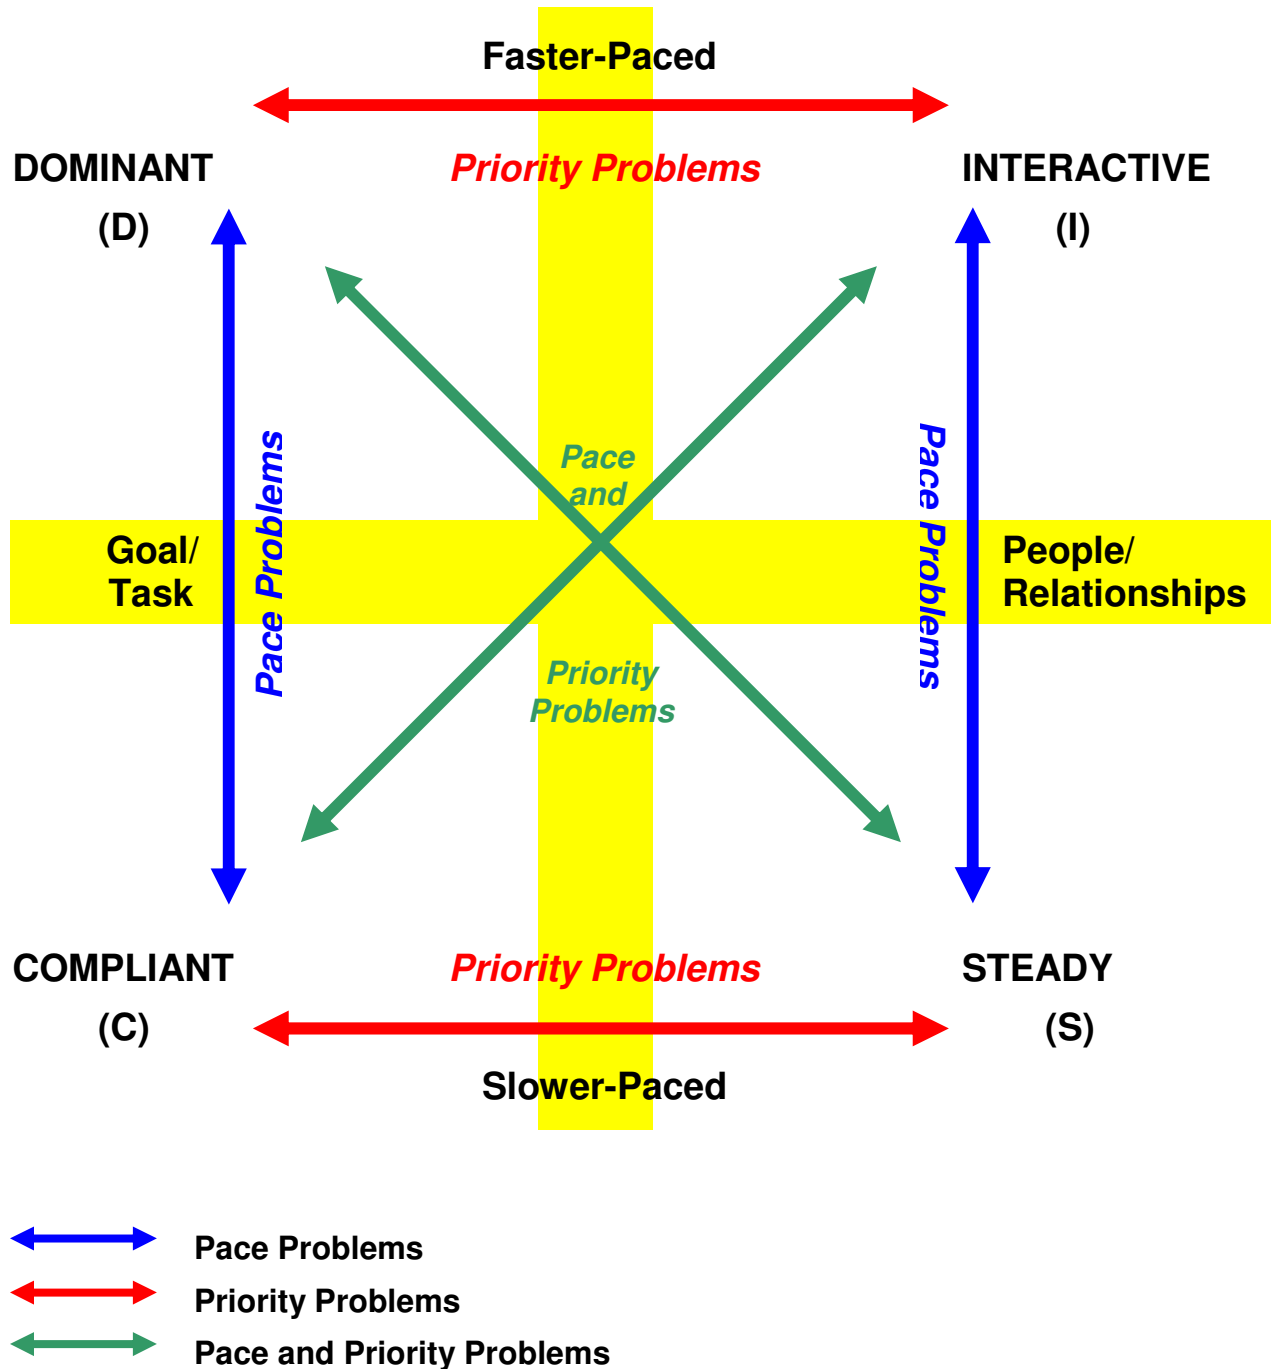 Faster-Paced
DOMINANT
Priority Problems
INTERACTIVE
(D)
(I)
Pace
and
Pace Problems
Pace Problems
Goal/
Task
People/
Relationships
Priority
Problems
COMPLIANT
Priority Problems
STEADY
(C)
(S)
Slower-Paced
Pace Problems
Priority Problems
Pace and Priority Problems